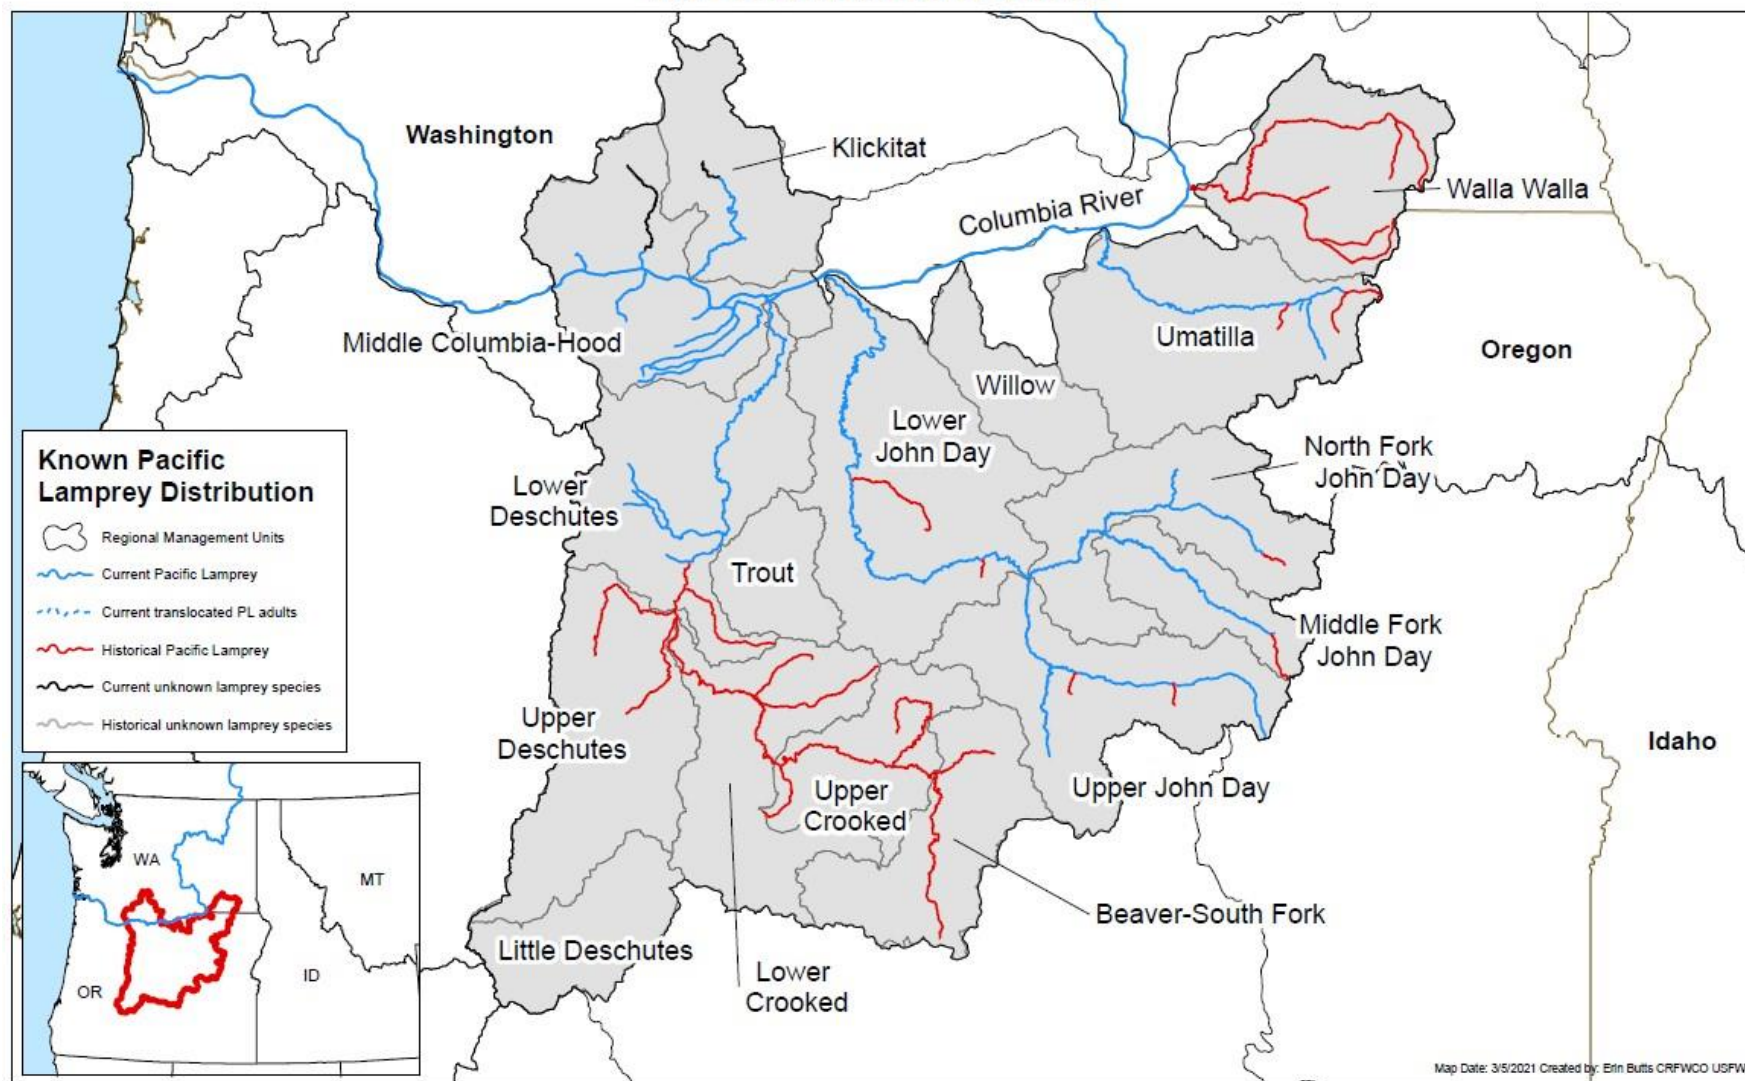 Washington
Klickitat
Walla Walla
Columbia River
Middle Columbia-Hood
Umatilla
Oregon
Willow
Lower
John Day
North Fork
John Day
Known Pacific
Lamprey Distribution
Regional Management Units
Current Pacific Lamprey
Current translocated PL adults
Historical Pacific Lamprey
Current unknown lamprey species
Historical unknown lamprey species
Lower
Deschutes
Trout
Middle Fork
John Day
Upper
Deschutes
Idaho
Upper John Day
Upper
Crooked
Beaver-South Fork
Little Deschutes
Lower
Crooked
WA
MT
OR
ID
Map Date: 3/5/2021 Created by: Erin Butts CRFWCO USFW